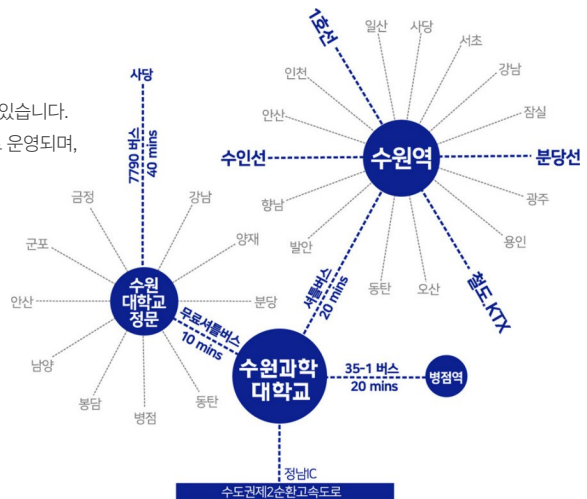 있습니다.
운영되며,
사당
7790 버스
40 mins
금정
강남
군포
양재
안산
분당
남양
봉담
병점
동탄
수원
대학교
정문
무료셔틀버스
10 mins
1호선
일산
사당
서초
인천
강남
안산
잠실
수인선
수원역
분당선
향남
광주
발안
용인
동탄
오산
철도.KTX
셔틀버스
20 mins
수원과학
대학교
35-1 버스
20 mins
병점역
정남IC
수도권제2순환고속도로